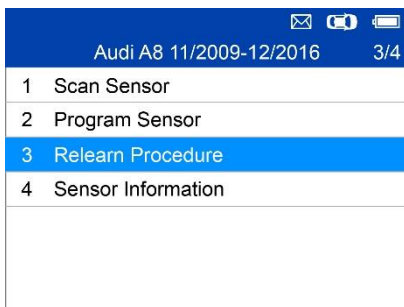 Audi A8 11/2009-12/2016 3/4
1 Scan Sensor
2 Program Sensor
3 Relearn Procedure
4 Sensor Information